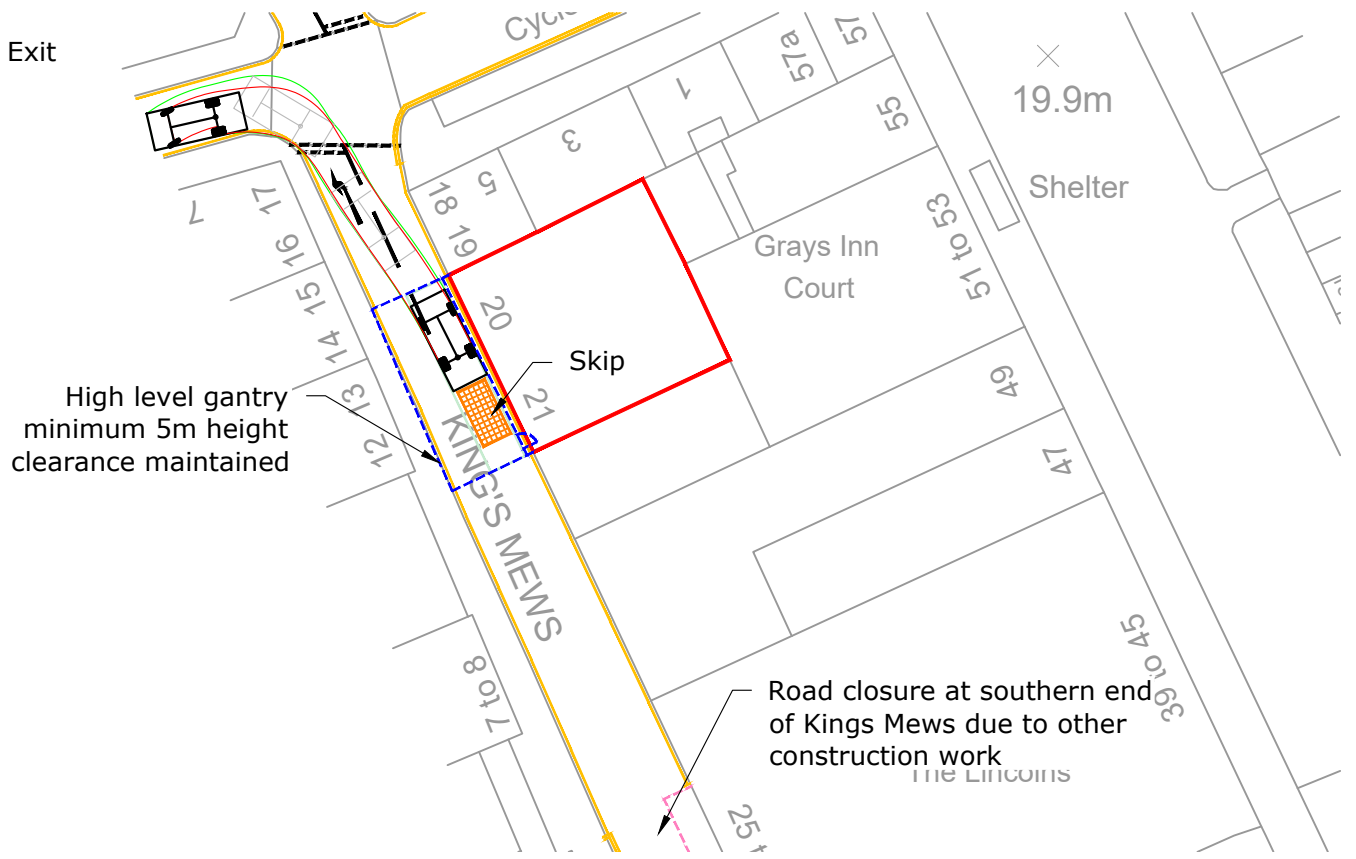 Exit
57
57a
1
3
5
55
19.9m
Shelter
18
19
17
7
16
15
14
13
12
20
21
51 to 53
Grays Inn
Court
Skip
High level gantry
minimum 5m height
clearance maintained
KING'S MEWS
49
47
39 to 45
7 to 8
Road closure at southern end
of Kings Mews due to other
construction work
The Lincolns
25